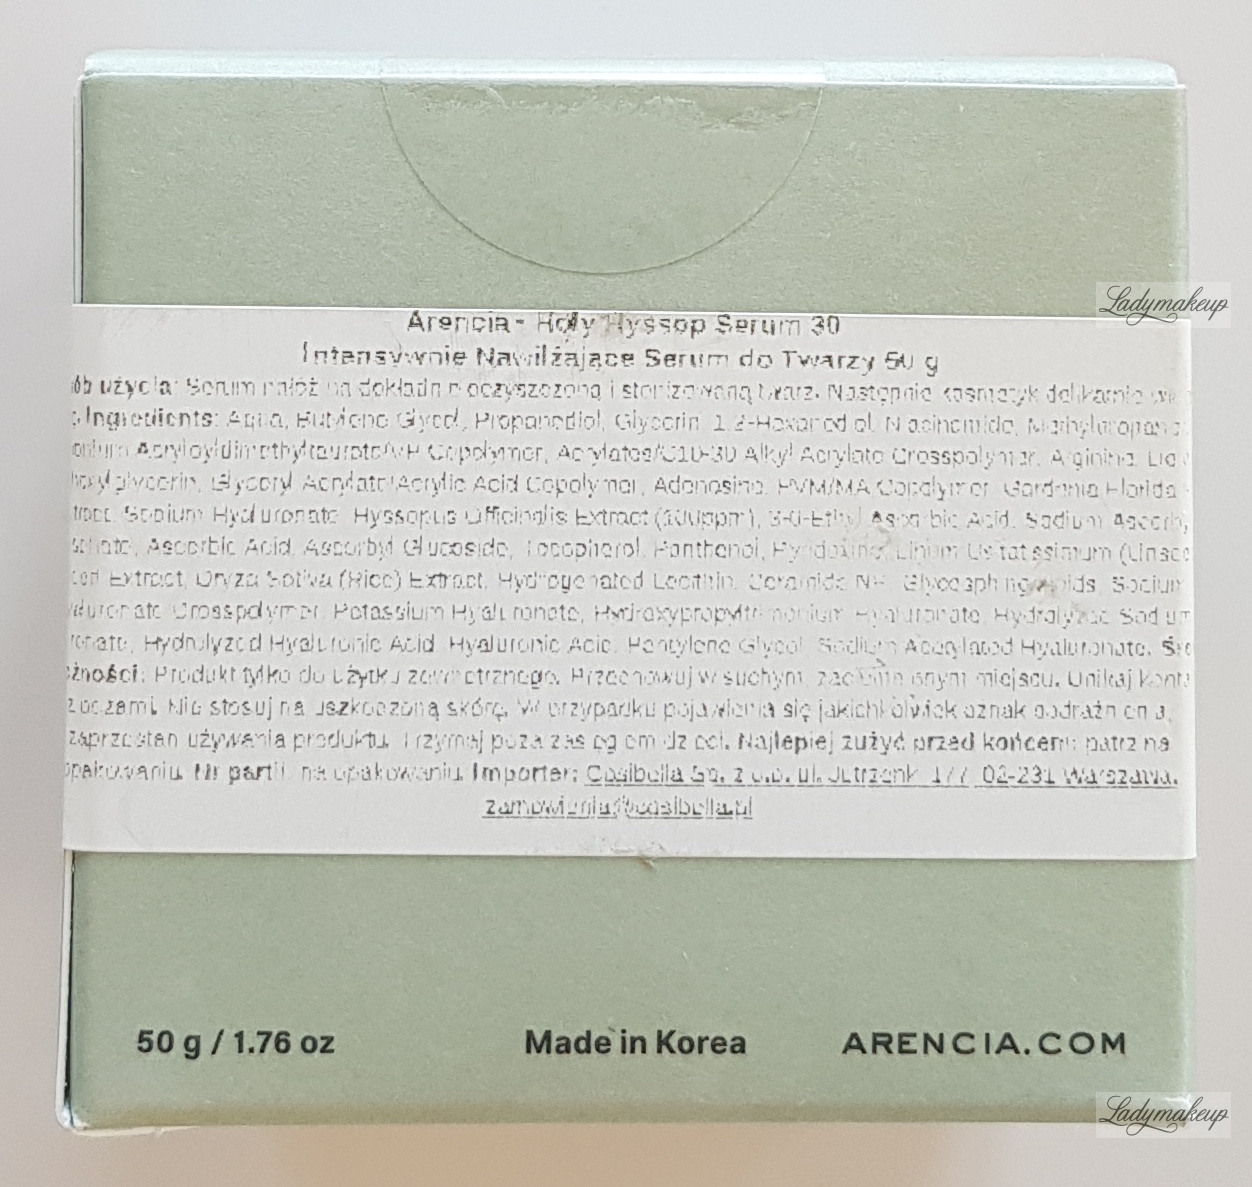 Arencia - Holy Hyssop Serum 30
Intensywnie Nawilżające Serum do Twarzy 50 g
ób użycia: Serum nałóż na dokładnie oczyszczoną i stonizowaną twarz. Następnie kosmetyk delikatnie
Ingredients: Aqua, Butylene Glycol, Propanediol, Glycerin, 1,2-Hexanediol, Niacinamide,
Acryloyldimethyltaurate/VP Copolymer, Acrylates/C10-30 Alkyl Acrylate Crosspolymer, Arginine,
Glyceryl Acrylate/Acrylic Acid Copolymer, Adenosine, PVM/MA Copolymer, Gardenia Florida
Sodium Hyaluronate, Hyssopus Officinalis Extract (100ppm), 3-O-Ethyl Ascorbic Acid, Sodium
Ascorbic Acid, Ascorbyl Glucoside, Tocopherol, Panthenol, Pyridoxine, Linum Usitatissimum
Extract, Oryza Sativa (Rice) Extract, Hydrogenated Lecithin, Ceramide NP, Glycosphingolipids, Sodium
Crosspolymer, Potassium Hyaluronate, Hydroxypropyltrimonium Hyaluronate, Hydrolyzed Sodium
Hydrolyzed Hyaluronic Acid, Hyaluronic Acid, Pentylene Glycol, Sodium Acetylated Hyaluronate.
Produkt tylko do użytku zewnętrznego. Przechowuj w suchym, zacienionym miejscu. Unikaj
z oczami. Nie stosuj na uszkodzoną skórę. W przypadku pojawienia się jakichkolwiek oznak podrażnienia,
zaprzestań używania produktu. Trzymaj poza zasięgiem dzieci. Najlepiej zużyć przed końcem: patrz na
opakowaniu. Nr partii: na opakowaniu. Importer: Casibella Sp. z o.o. ul. Jutrzenki 177, 02-231 Warszawa.
zamowienia@casibella.pl
50 g / 1.76 oz Made in Korea ARENCIA.COM
Ladymakeup
Ladymakeup